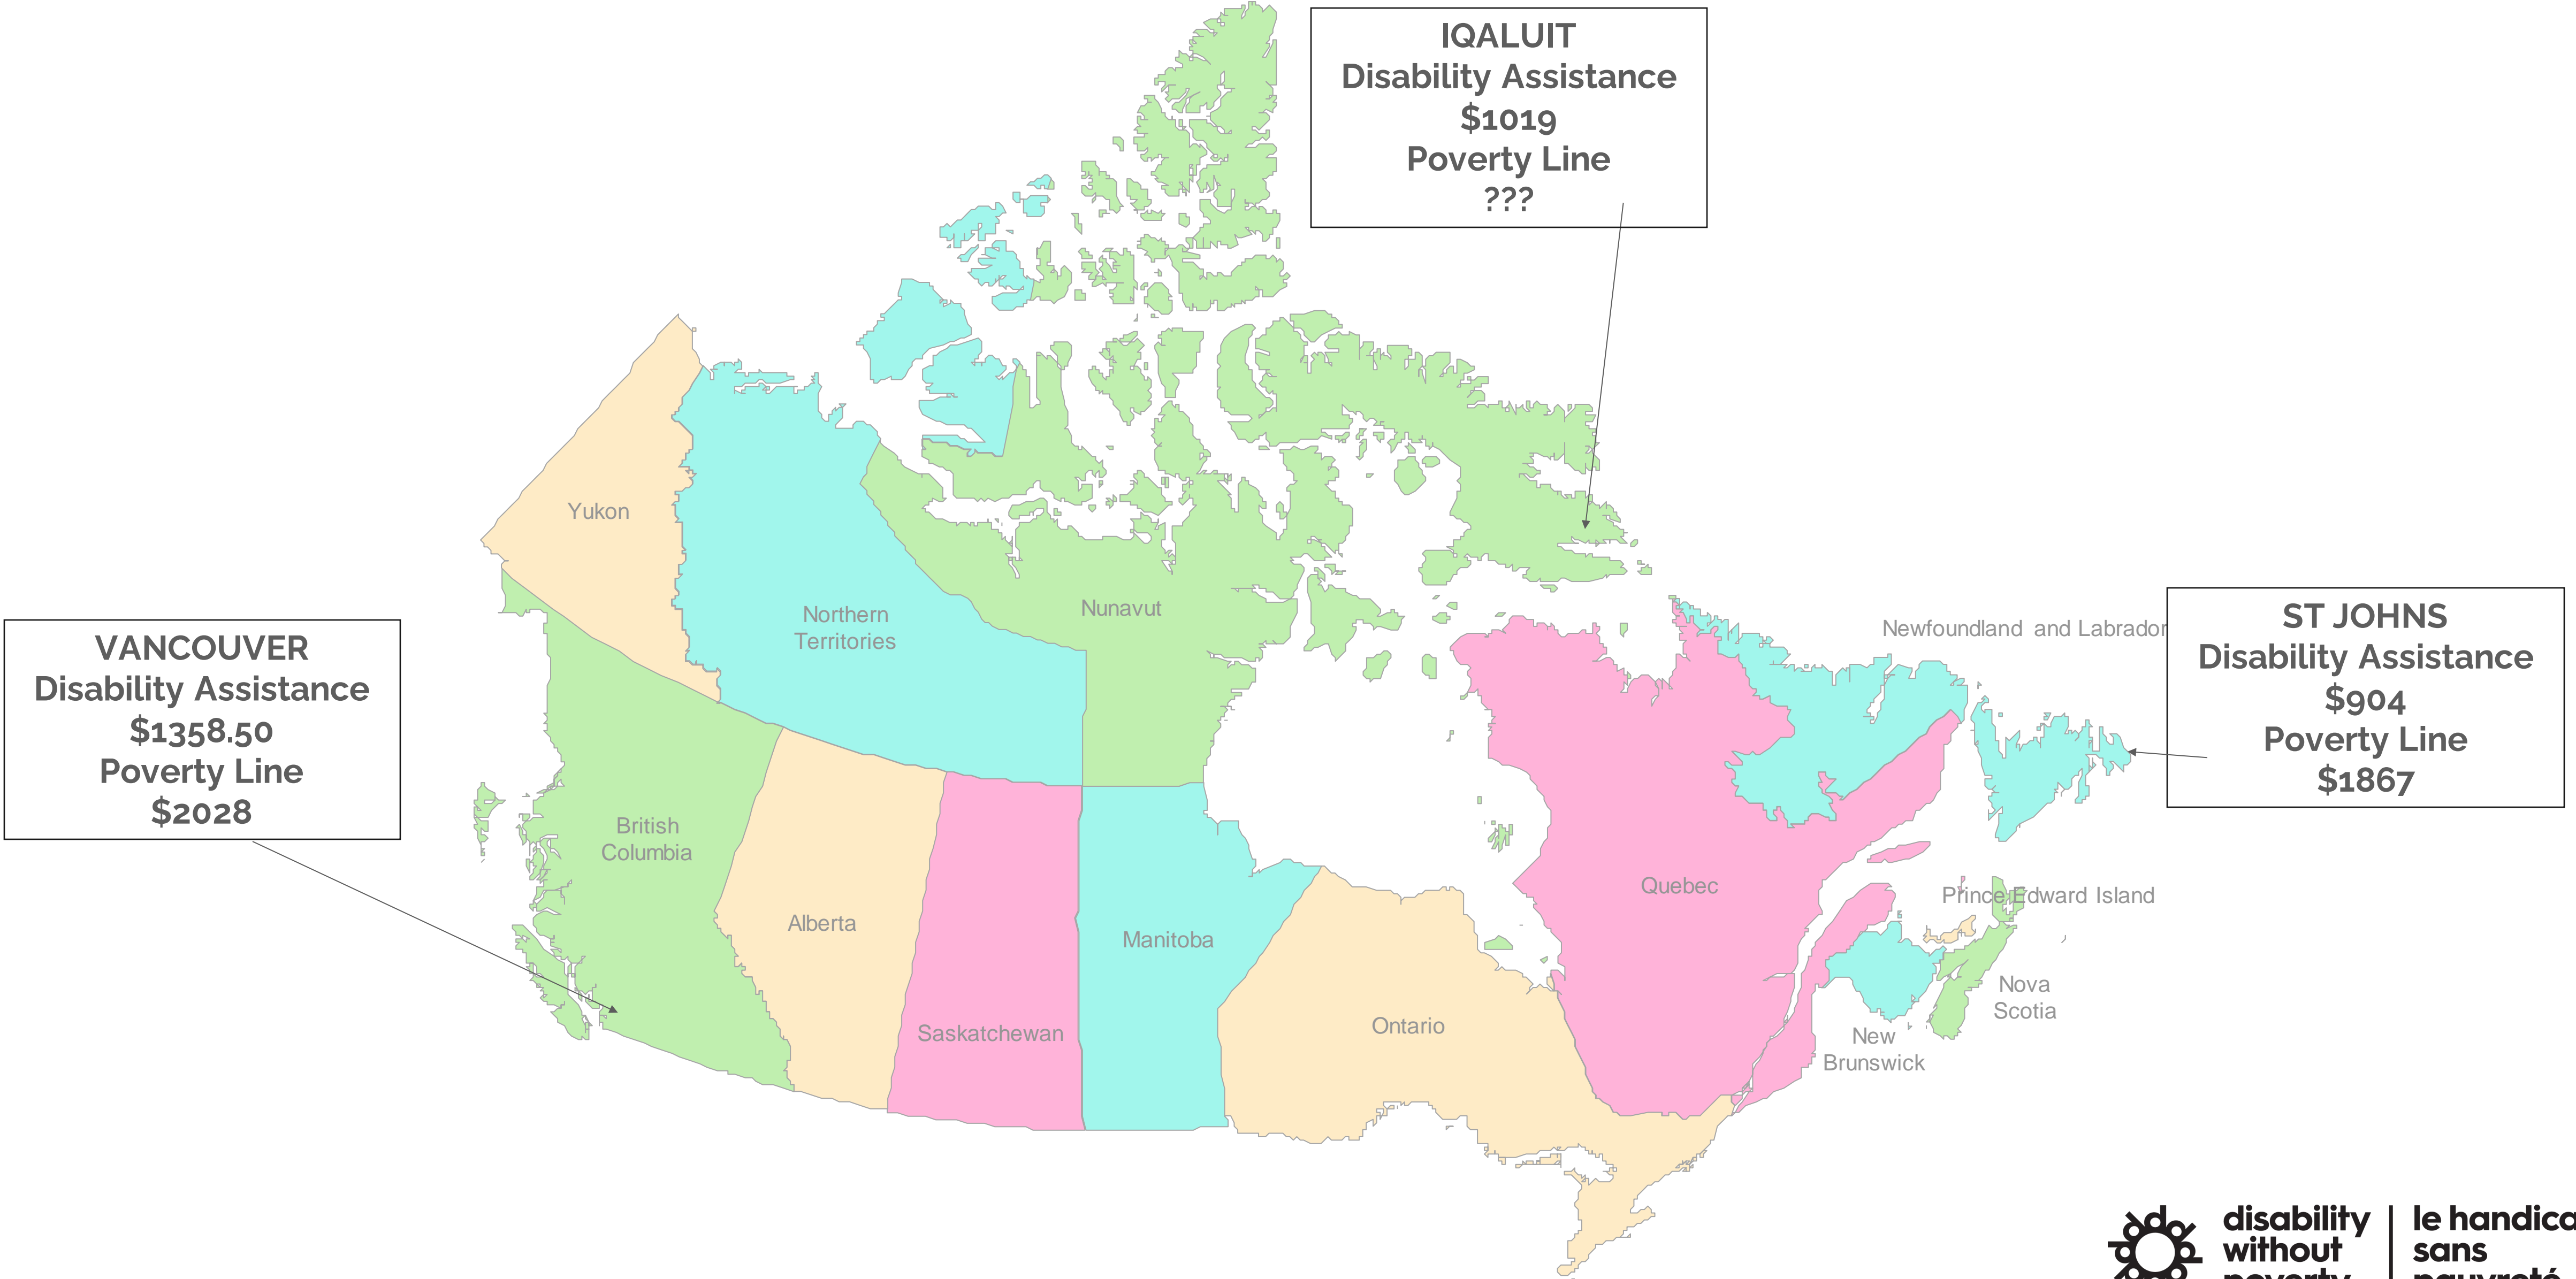 IQALUIT
Disability Assistance
$1019
Poverty Line
???
Yukon
Northern
Territories
Nunavut
Newfoundland and Labrador
VANCOUVER
Disability Assistance
$1358.50
Poverty Line
$2028
ST JOHNS
Disability Assistance
$904
Poverty Line
$1867
British
Columbia
Alberta
Saskatchewan
Manitoba
Ontario
Quebec
Prince Edward Island
Nova
Scotia
New
Brunswick
disability
without
poverty
le handica
sans
pauvreté